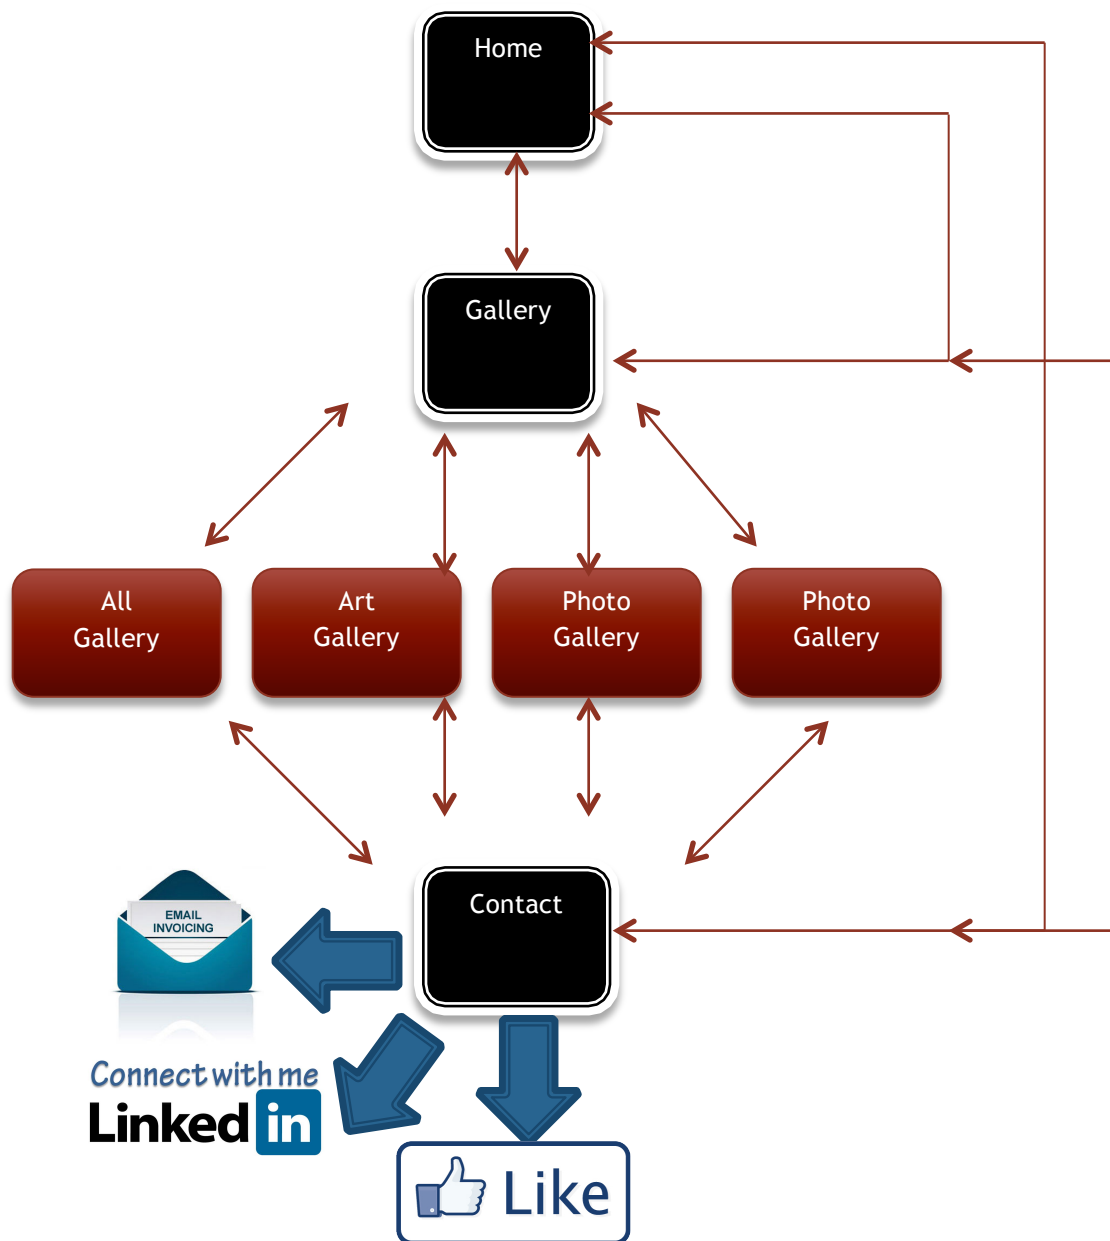 Home
Gallery
All
Gallery
Art
Gallery
Photo
Gallery
Photo
Gallery
Contact
EMAIL
INVOICING
Connect with me
Linked in
Like